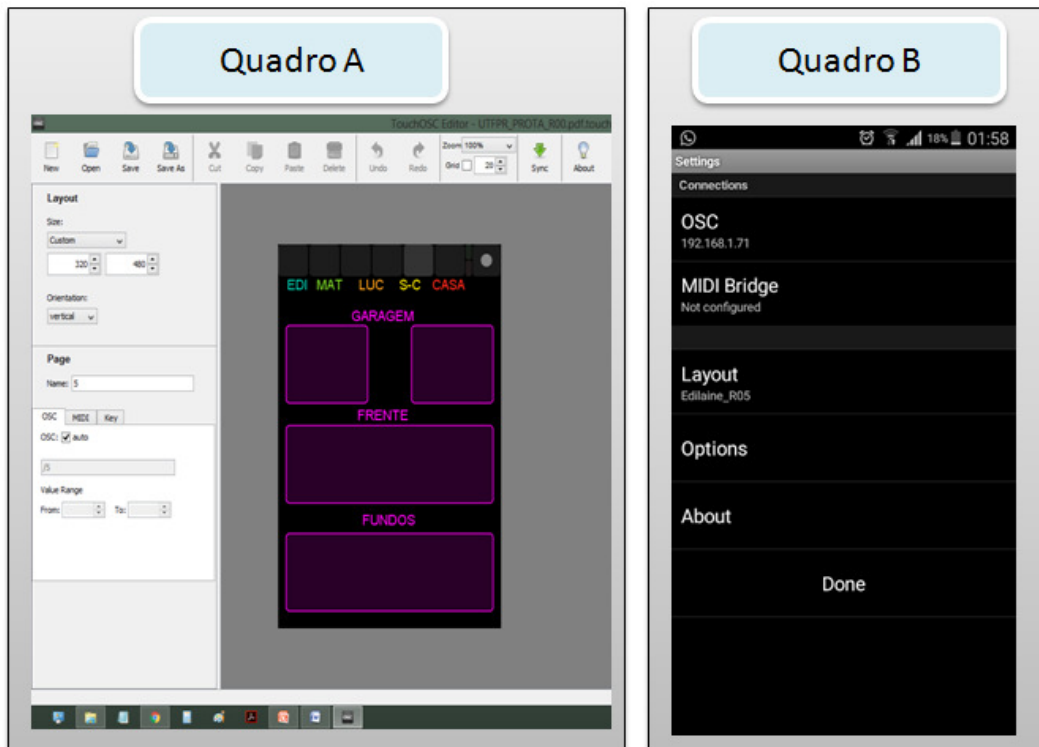 Quadro A
TouchOSC Editor - UTFPR_PROTA_R00.pdf.touch
New Open Save Save As Cut Copy Paste Delete Undo Redo Zoom 100% Grid 20 Sync About
Layout
Size:
Custom
320 480
Orientation:
vertical
Page
Name: 5
OSC MIDI Key
OSC: auto
/5
Value Range
From: To:
EDI MAT LUC S-C CASA
GARAGEM
FRENTE
FUNDOS
Quadro B
18% 01:58
Settings
Connections
OSC
192.168.1.71
MIDI Bridge
Not configured
Layout
Edilaine_R05
Options
About
Done